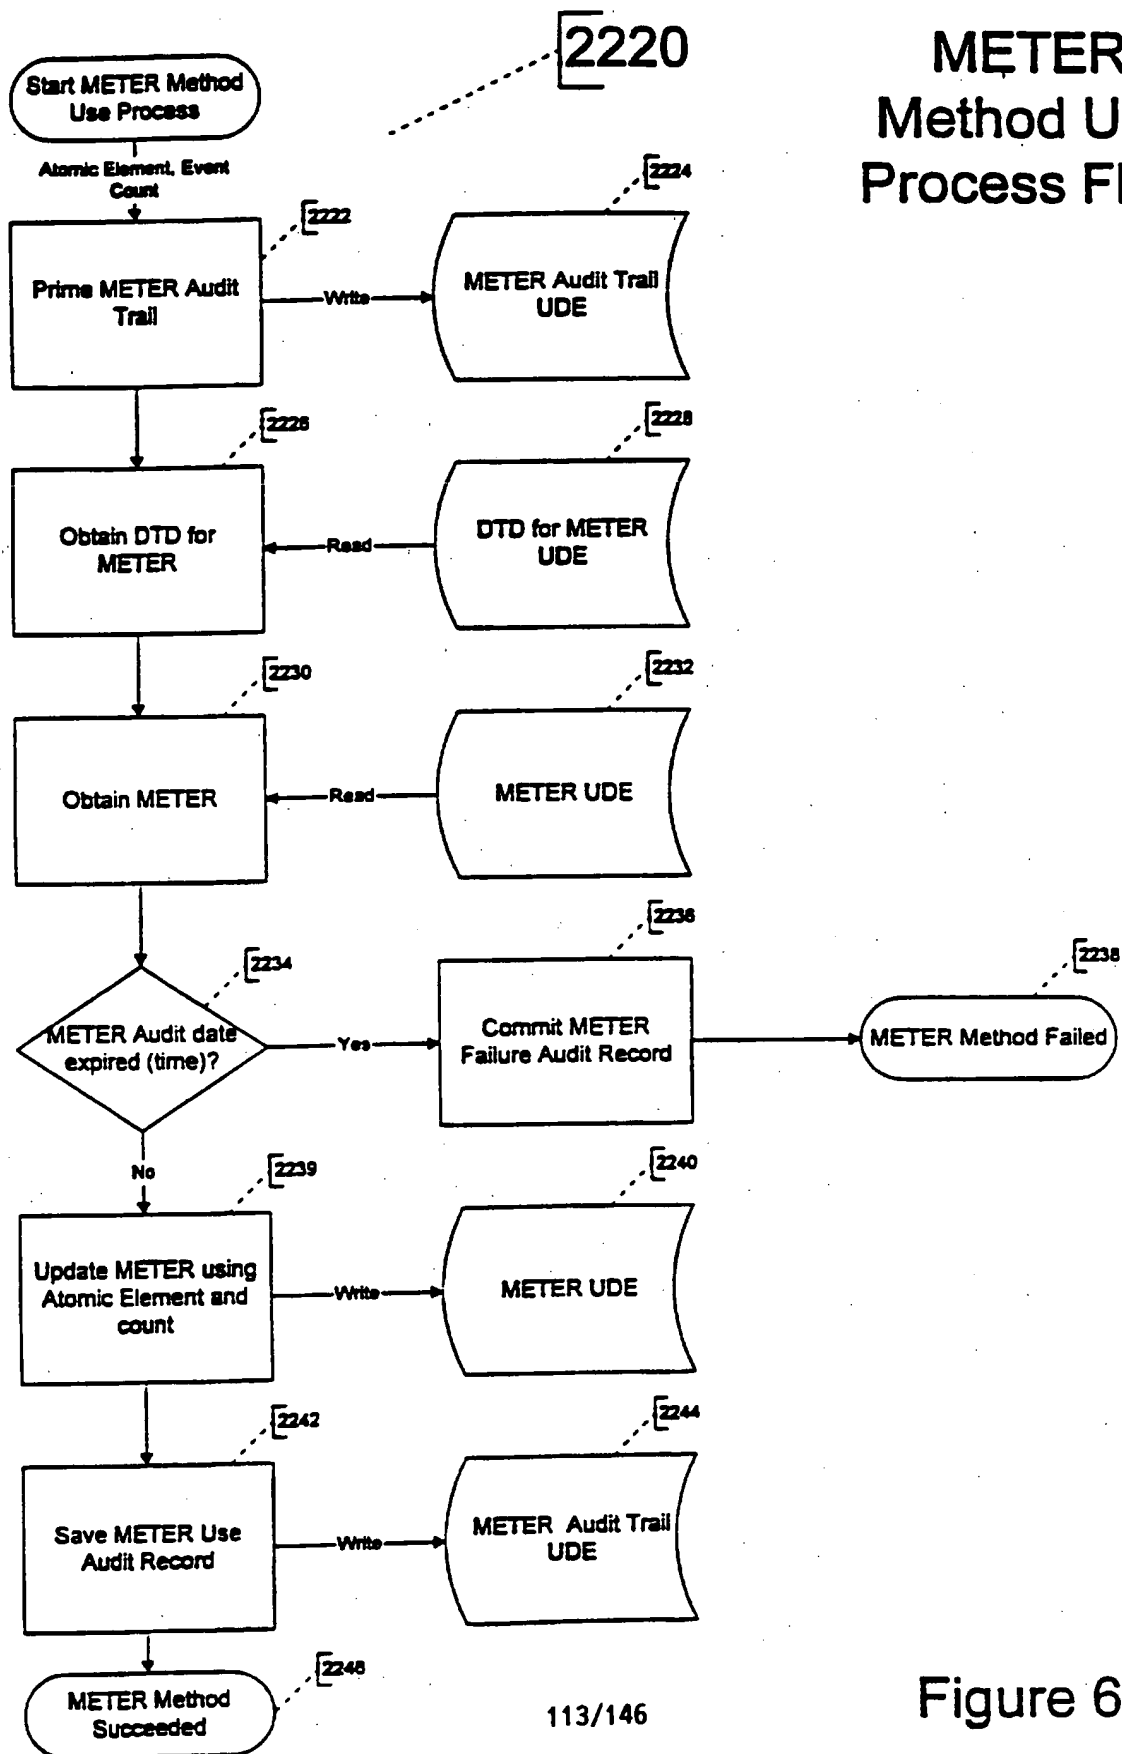 2220
METER
Method U
Process Fl
Start METER Method
Use Process
Atomic Element, Event
Count
2222
2224
Prime METER Audit
Trail
Write
METER Audit Trail
UDE
2226
2228
Obtain DTD for
METER
Read
DTD for METER
UDE
2230
2232
Obtain METER
Read
METER UDE
2234
2236
2238
METER Audit date
expired (time)?
Yes
Commit METER
Failure Audit Record
METER Method Failed
No
2239
2240
Update METER using
Atomic Element and
count
Write
METER UDE
2242
2244
Save METER Use
Audit Record
Write
METER Audit Trail
UDE
2246
METER Method
Succeeded
113/146
Figure 6